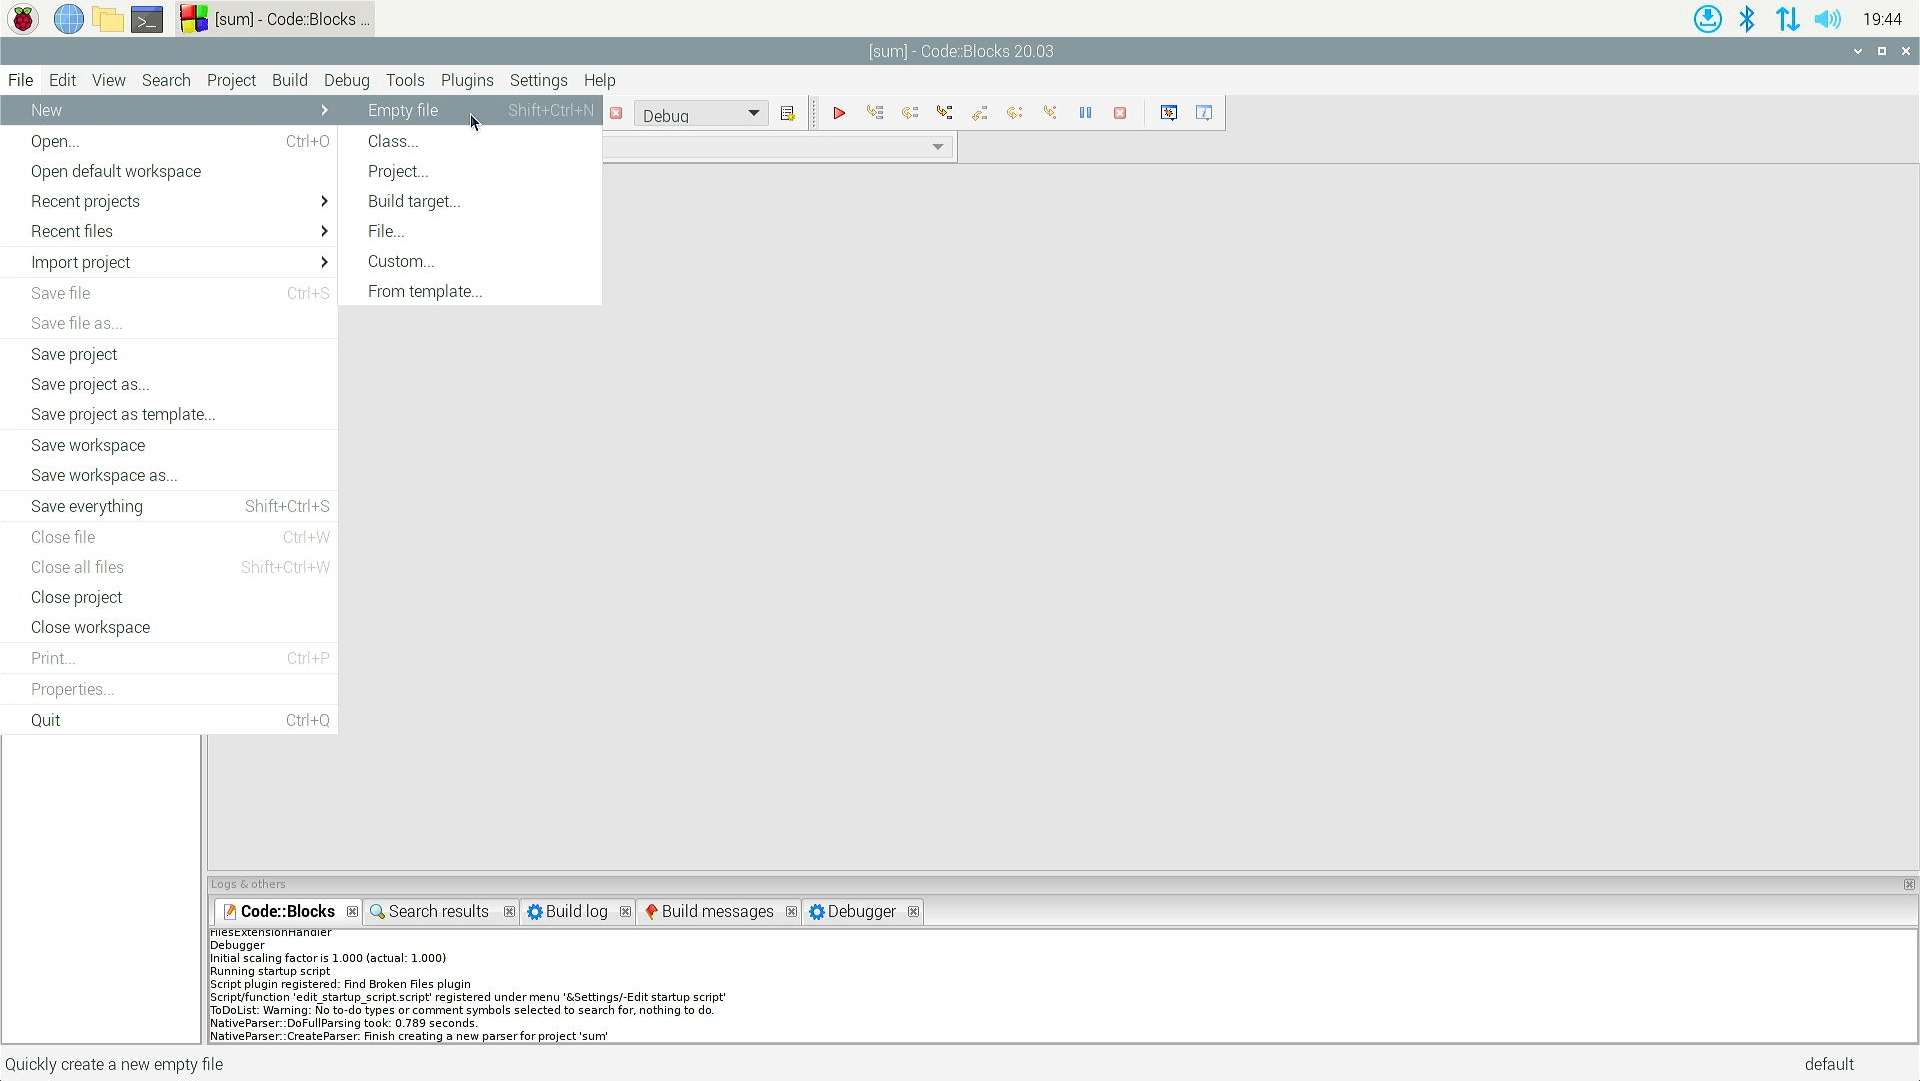 [sum] - Code::Blocks ...
19:44
[sum] - Code::Blocks 20.03
File Edit View Search Project Build Debug Tools Plugins Settings Help
New
Empty file Shift+Ctrl+N
Debug
Open... Ctrl+O
Class...
Open default workspace
Project...
Recent projects
Build target...
Recent files
File...
Import project
Custom...
Save file Ctrl+S
From template...
Save file as...
Save project
Save project as...
Save project as template...
Save workspace
Save workspace as...
Save everything Shift+Ctrl+S
Close file Ctrl+W
Close all files Shift+Ctrl+W
Close project
Close workspace
Print... Ctrl+P
Properties...
Quit Ctrl+Q
Logs & others
Code::Blocks Search results Build log Build messages Debugger
FilesExtensionHandler
Debugger
Initial scaling factor is 1.000 (actual: 1.000)
Running startup script
Script plugin registered: Find Broken Files plugin
Script/function 'edit_startup_script.script' registered under menu '&Settings/-Edit startup script'
ToDoList: Warning: No to-do types or comment symbols selected to search for, nothing to do.
NativeParser::DoFullParsing took: 0.789 seconds.
NativeParser::CreateParser: Finish creating a new parser for project 'sum'
Quickly create a new empty file
default